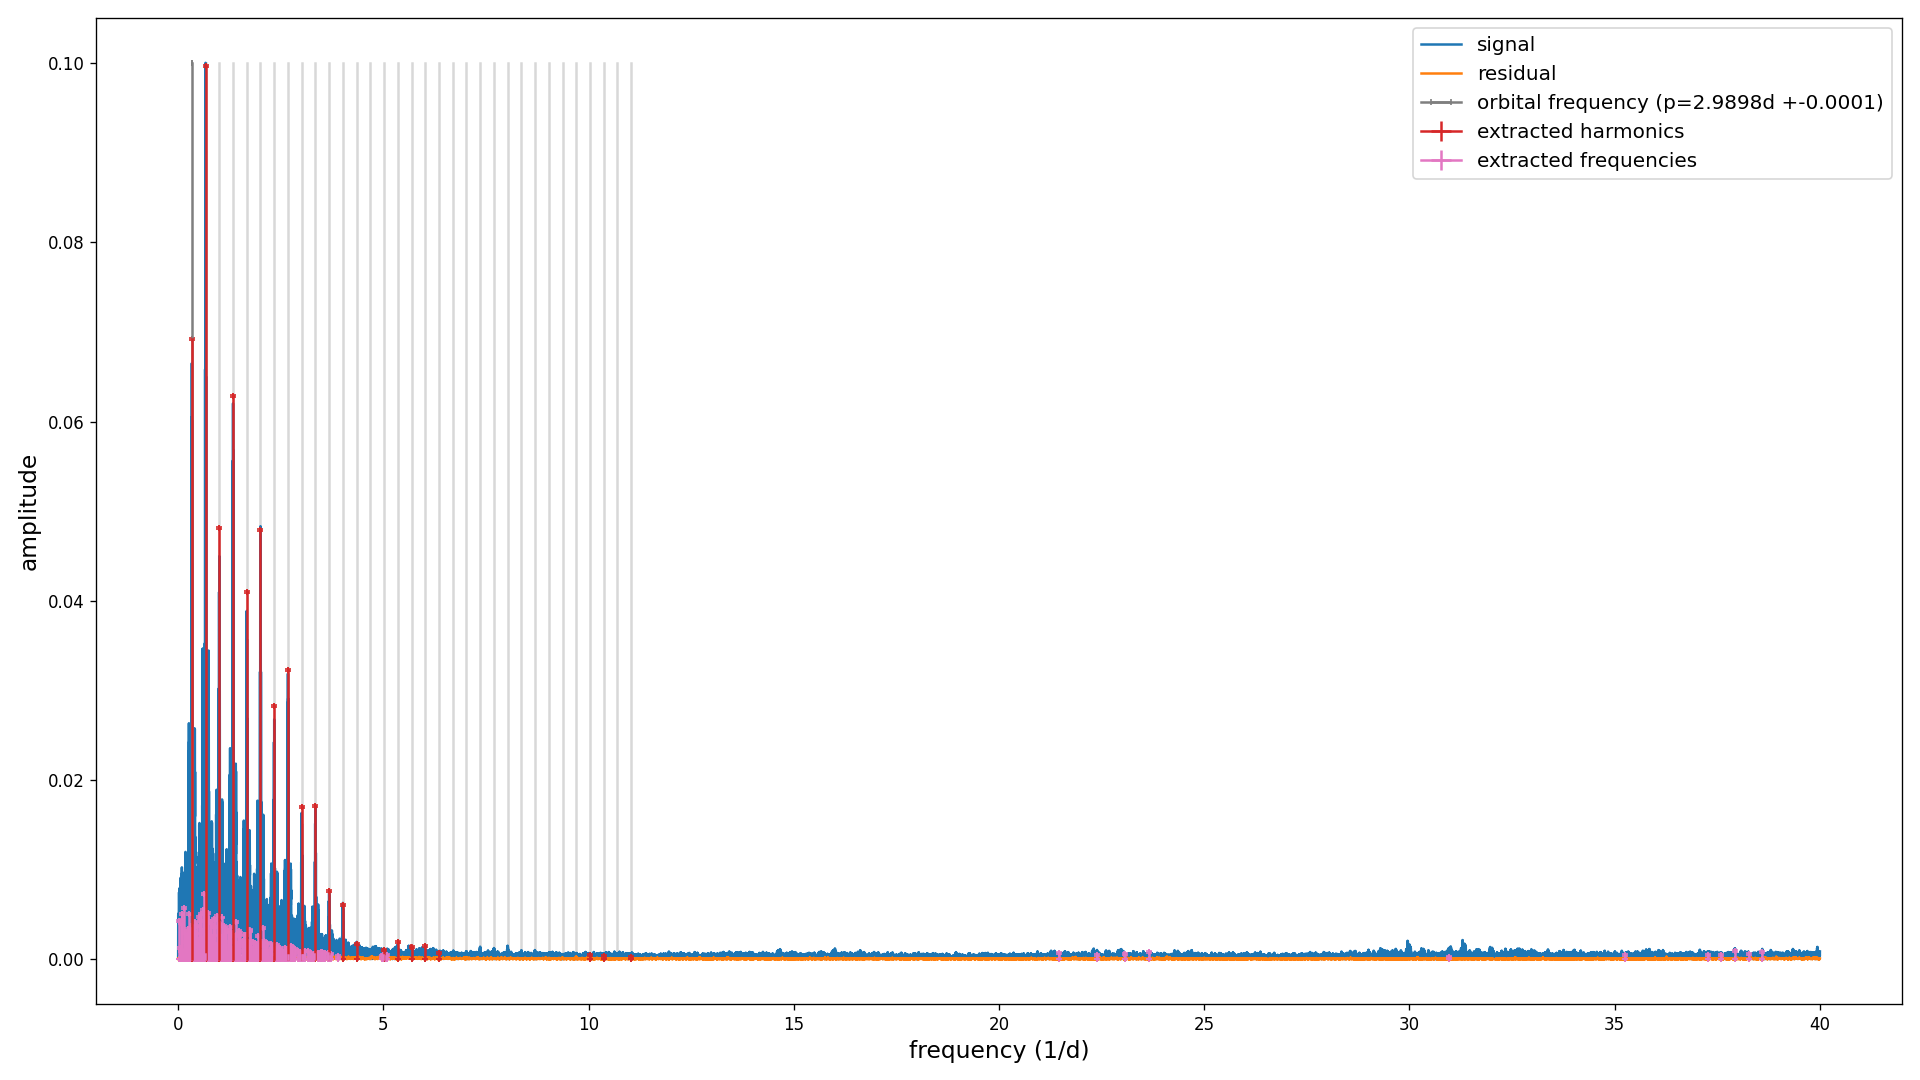 signal
residual
orbital frequency (p=2.9898d +-0.0001)
extracted harmonics
extracted frequencies
amplitude
0.10
0.08
0.06
0.04
0.02
0.00
0 5 10 15 20 25 30 35 40
frequency (1/d)